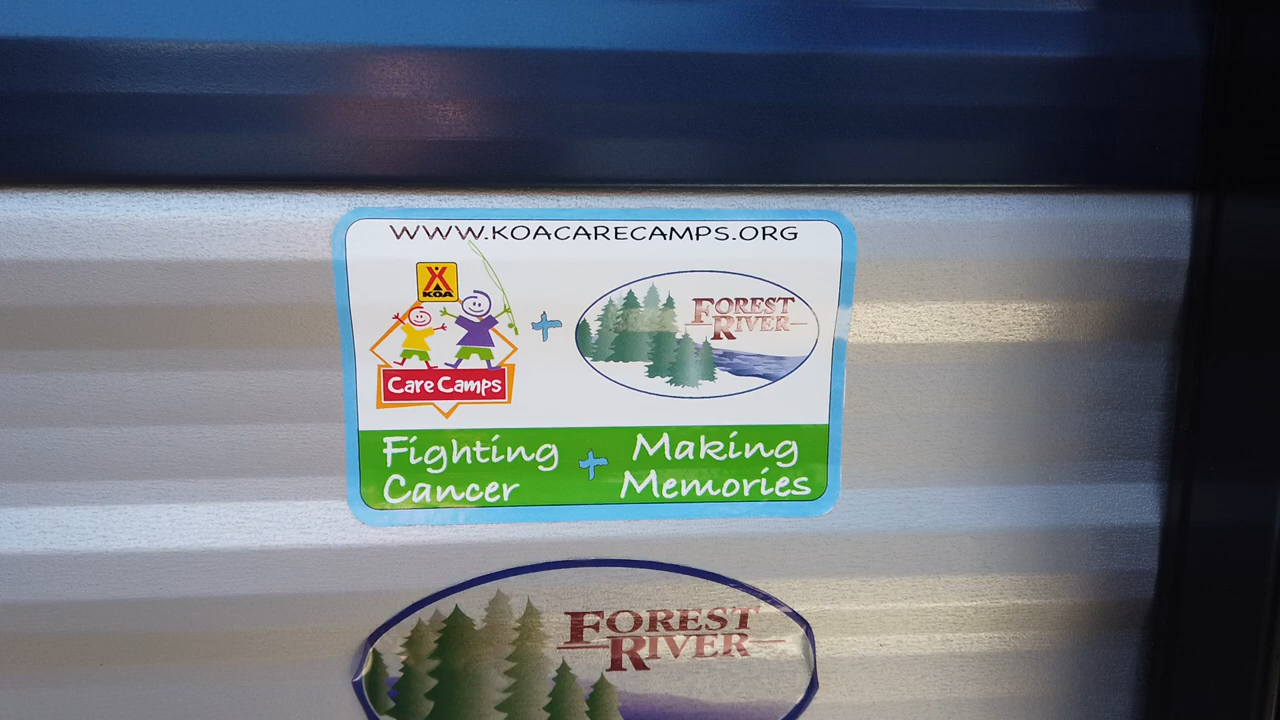 WWW.KOACARECAMPS.ORG
KOA
Care Camps
+
FOREST
RIVER
Fighting
Cancer
+
Making
Memories
FOREST
RIVER